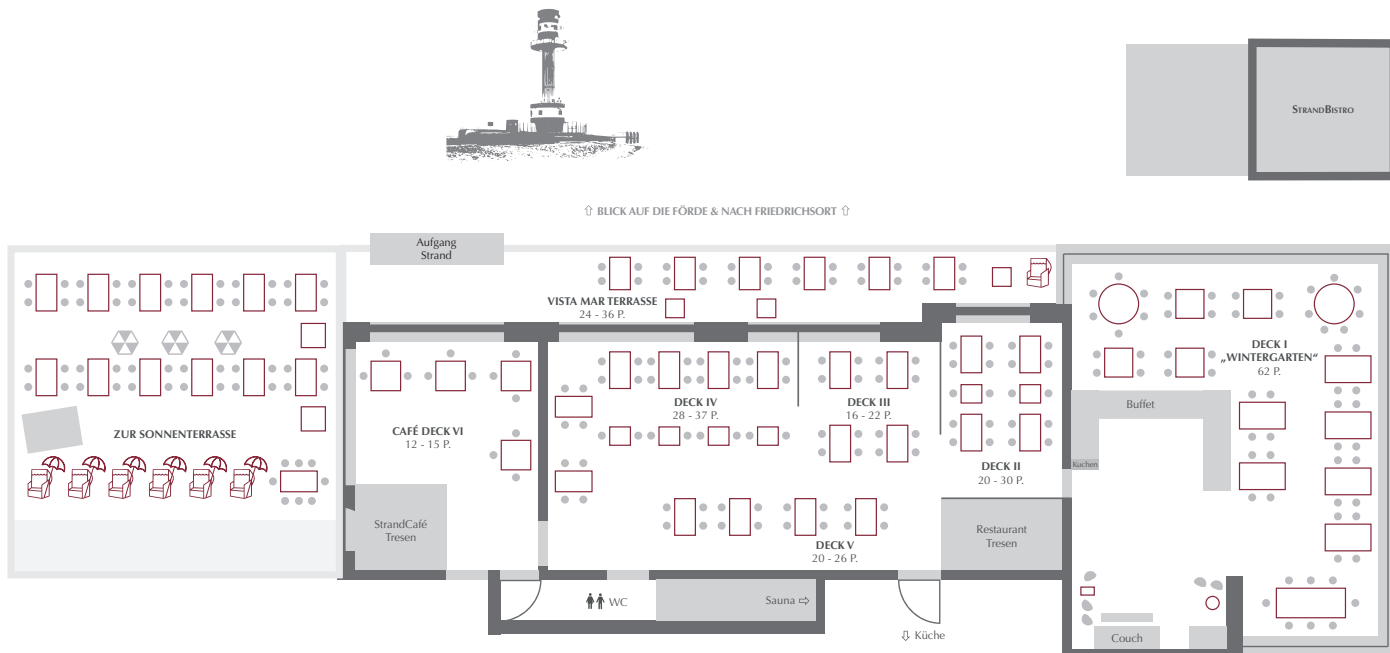 STRANDBISTRO
⇧ BLICK AUF DIE FÖRDE & NACH FRIEDRICHSORT ⇧
Aufgang
Strand
VISTA MAR TERRASSE
24 - 36 P.
DECK I
„WINTERGARTEN“
62 P.
ZUR SONNENTERRASSE
CAFÉ DECK VI
12 - 15 P.
DECK IV
28 - 37 P.
DECK III
16 - 22 P.
DECK II
20 - 30 P.
Buffet
Kuchen
StrandCafé
Tresen
DECK V
20 - 26 P.
Restaurant
Tresen
WC
Sauna ⇨
⇩ Küche
Couch